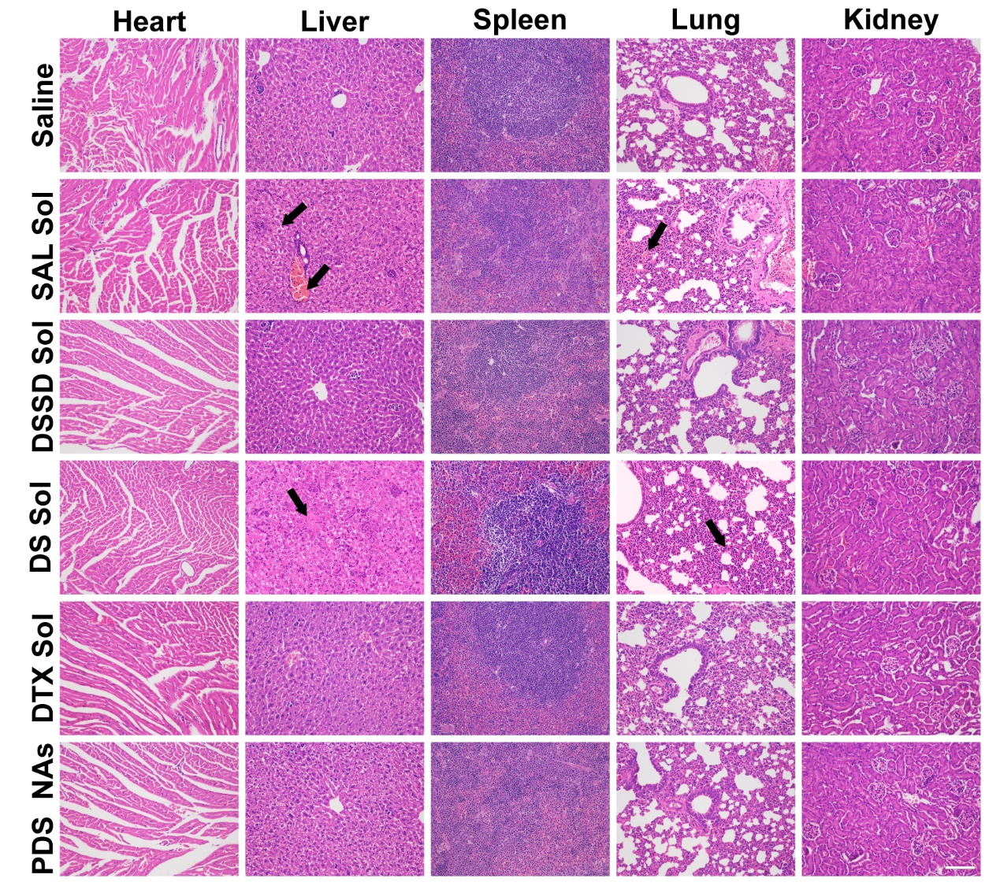 Heart Liver Spleen Lung Kidney
Saline
SAL Sol
DSSD Sol
DS Sol
DTX Sol
PDS NAs